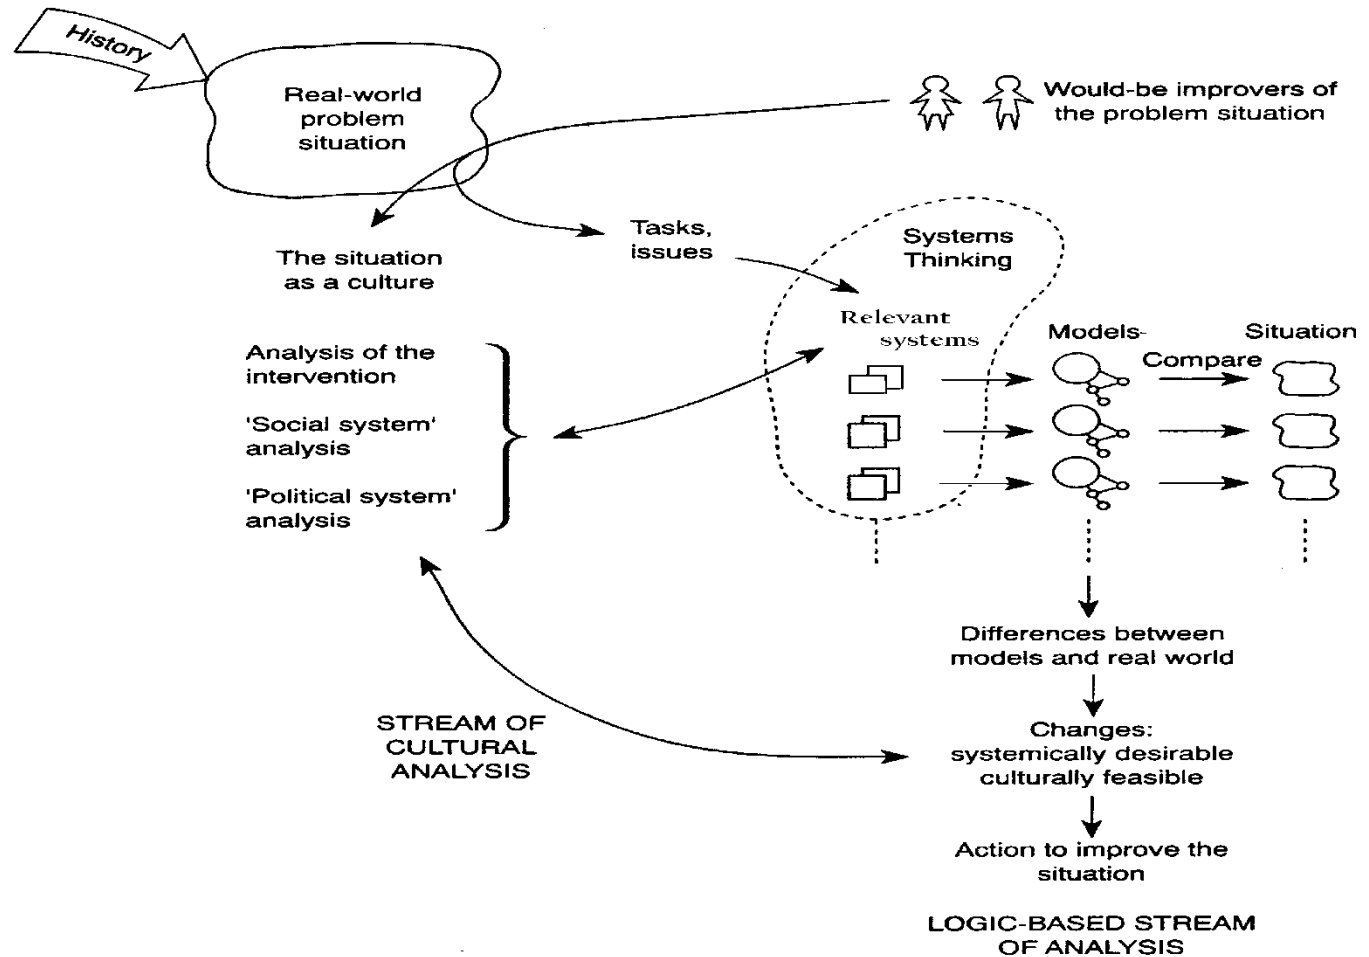 History
Real-world
problem
situation
Would-be improvers of
the problem situation
Tasks,
issues
Systems
Thinking
The situation
as a culture
Relevant
systems
Models-
Compare
Situation
Analysis of the
intervention
'Social system'
analysis
'Political system'
analysis
Differences between
models and real world
STREAM OF
CULTURAL
ANALYSIS
Changes:
systemically desirable
culturally feasible
Action to improve the
situation
LOGIC-BASED STREAM
OF ANALYSIS